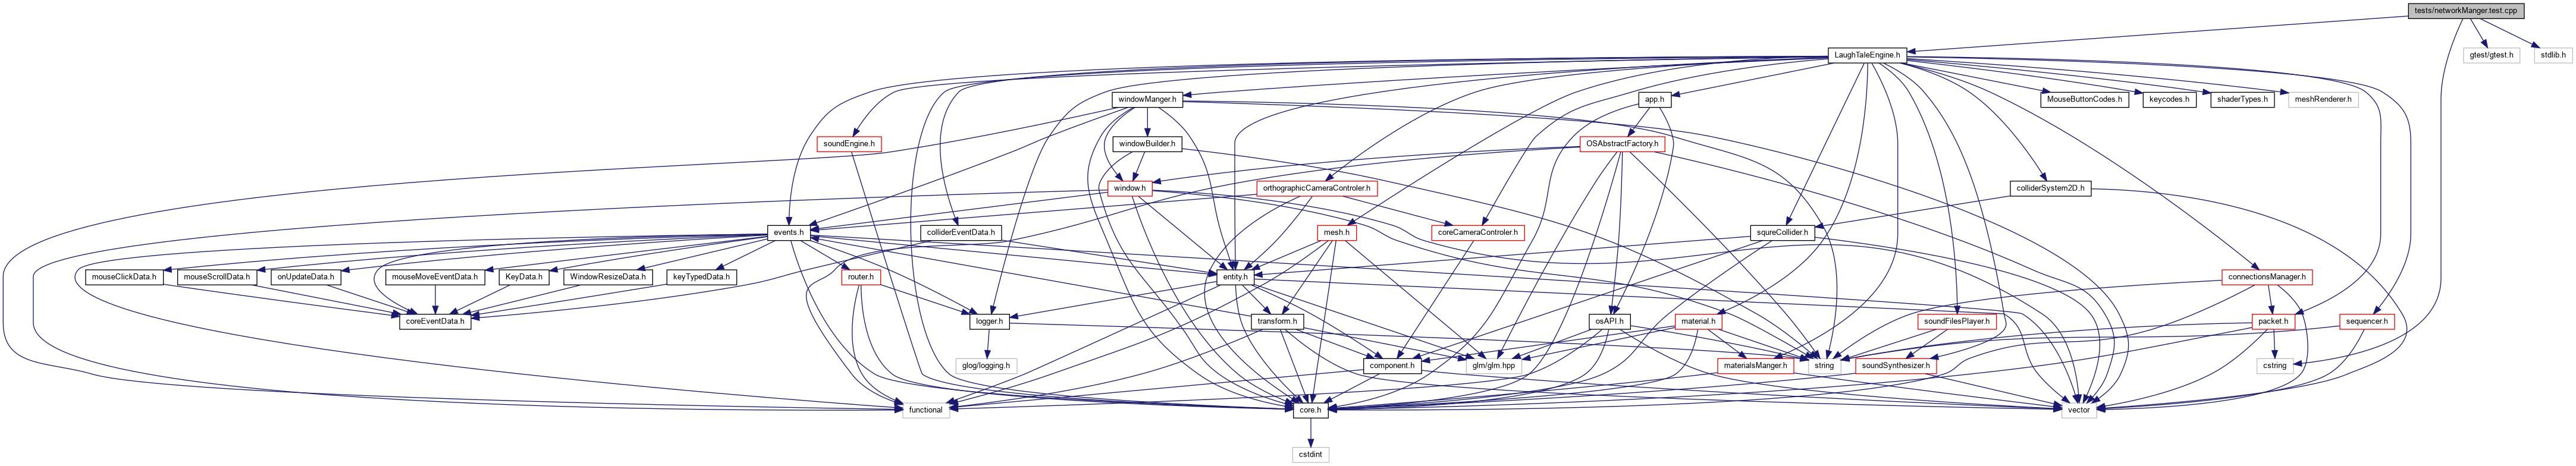 tests/networkManger.test.cpp
LaughTaleEngine.h
gtest/gtest.h
stdlib.h
windowManger.h
app.h
MouseButtonCodes.h
keycodes.h
shaderTypes.h
meshRenderer.h
soundEngine.h
windowBuilder.h
OSAbstractFactory.h
window.h
orthographicCameraControler.h
colliderSystem2D.h
events.h
colliderEventData.h
mesh.h
coreCameraControler.h
squreCollider.h
mouseClickData.h
mouseScrollData.h
onUpdateData.h
mouseMoveEventData.h
KeyData.h
WindowResizeData.h
keyTypedData.h
router.h
entity.h
connectionsManager.h
coreEventData.h
logger.h
transform.h
osAPI.h
material.h
soundFilesPlayer.h
packet.h
sequencer.h
glog/logging.h
component.h
glm/glm.hpp
materialsManger.h
string
soundSynthesizer.h
cstring
functional
core.h
vector
cstdint